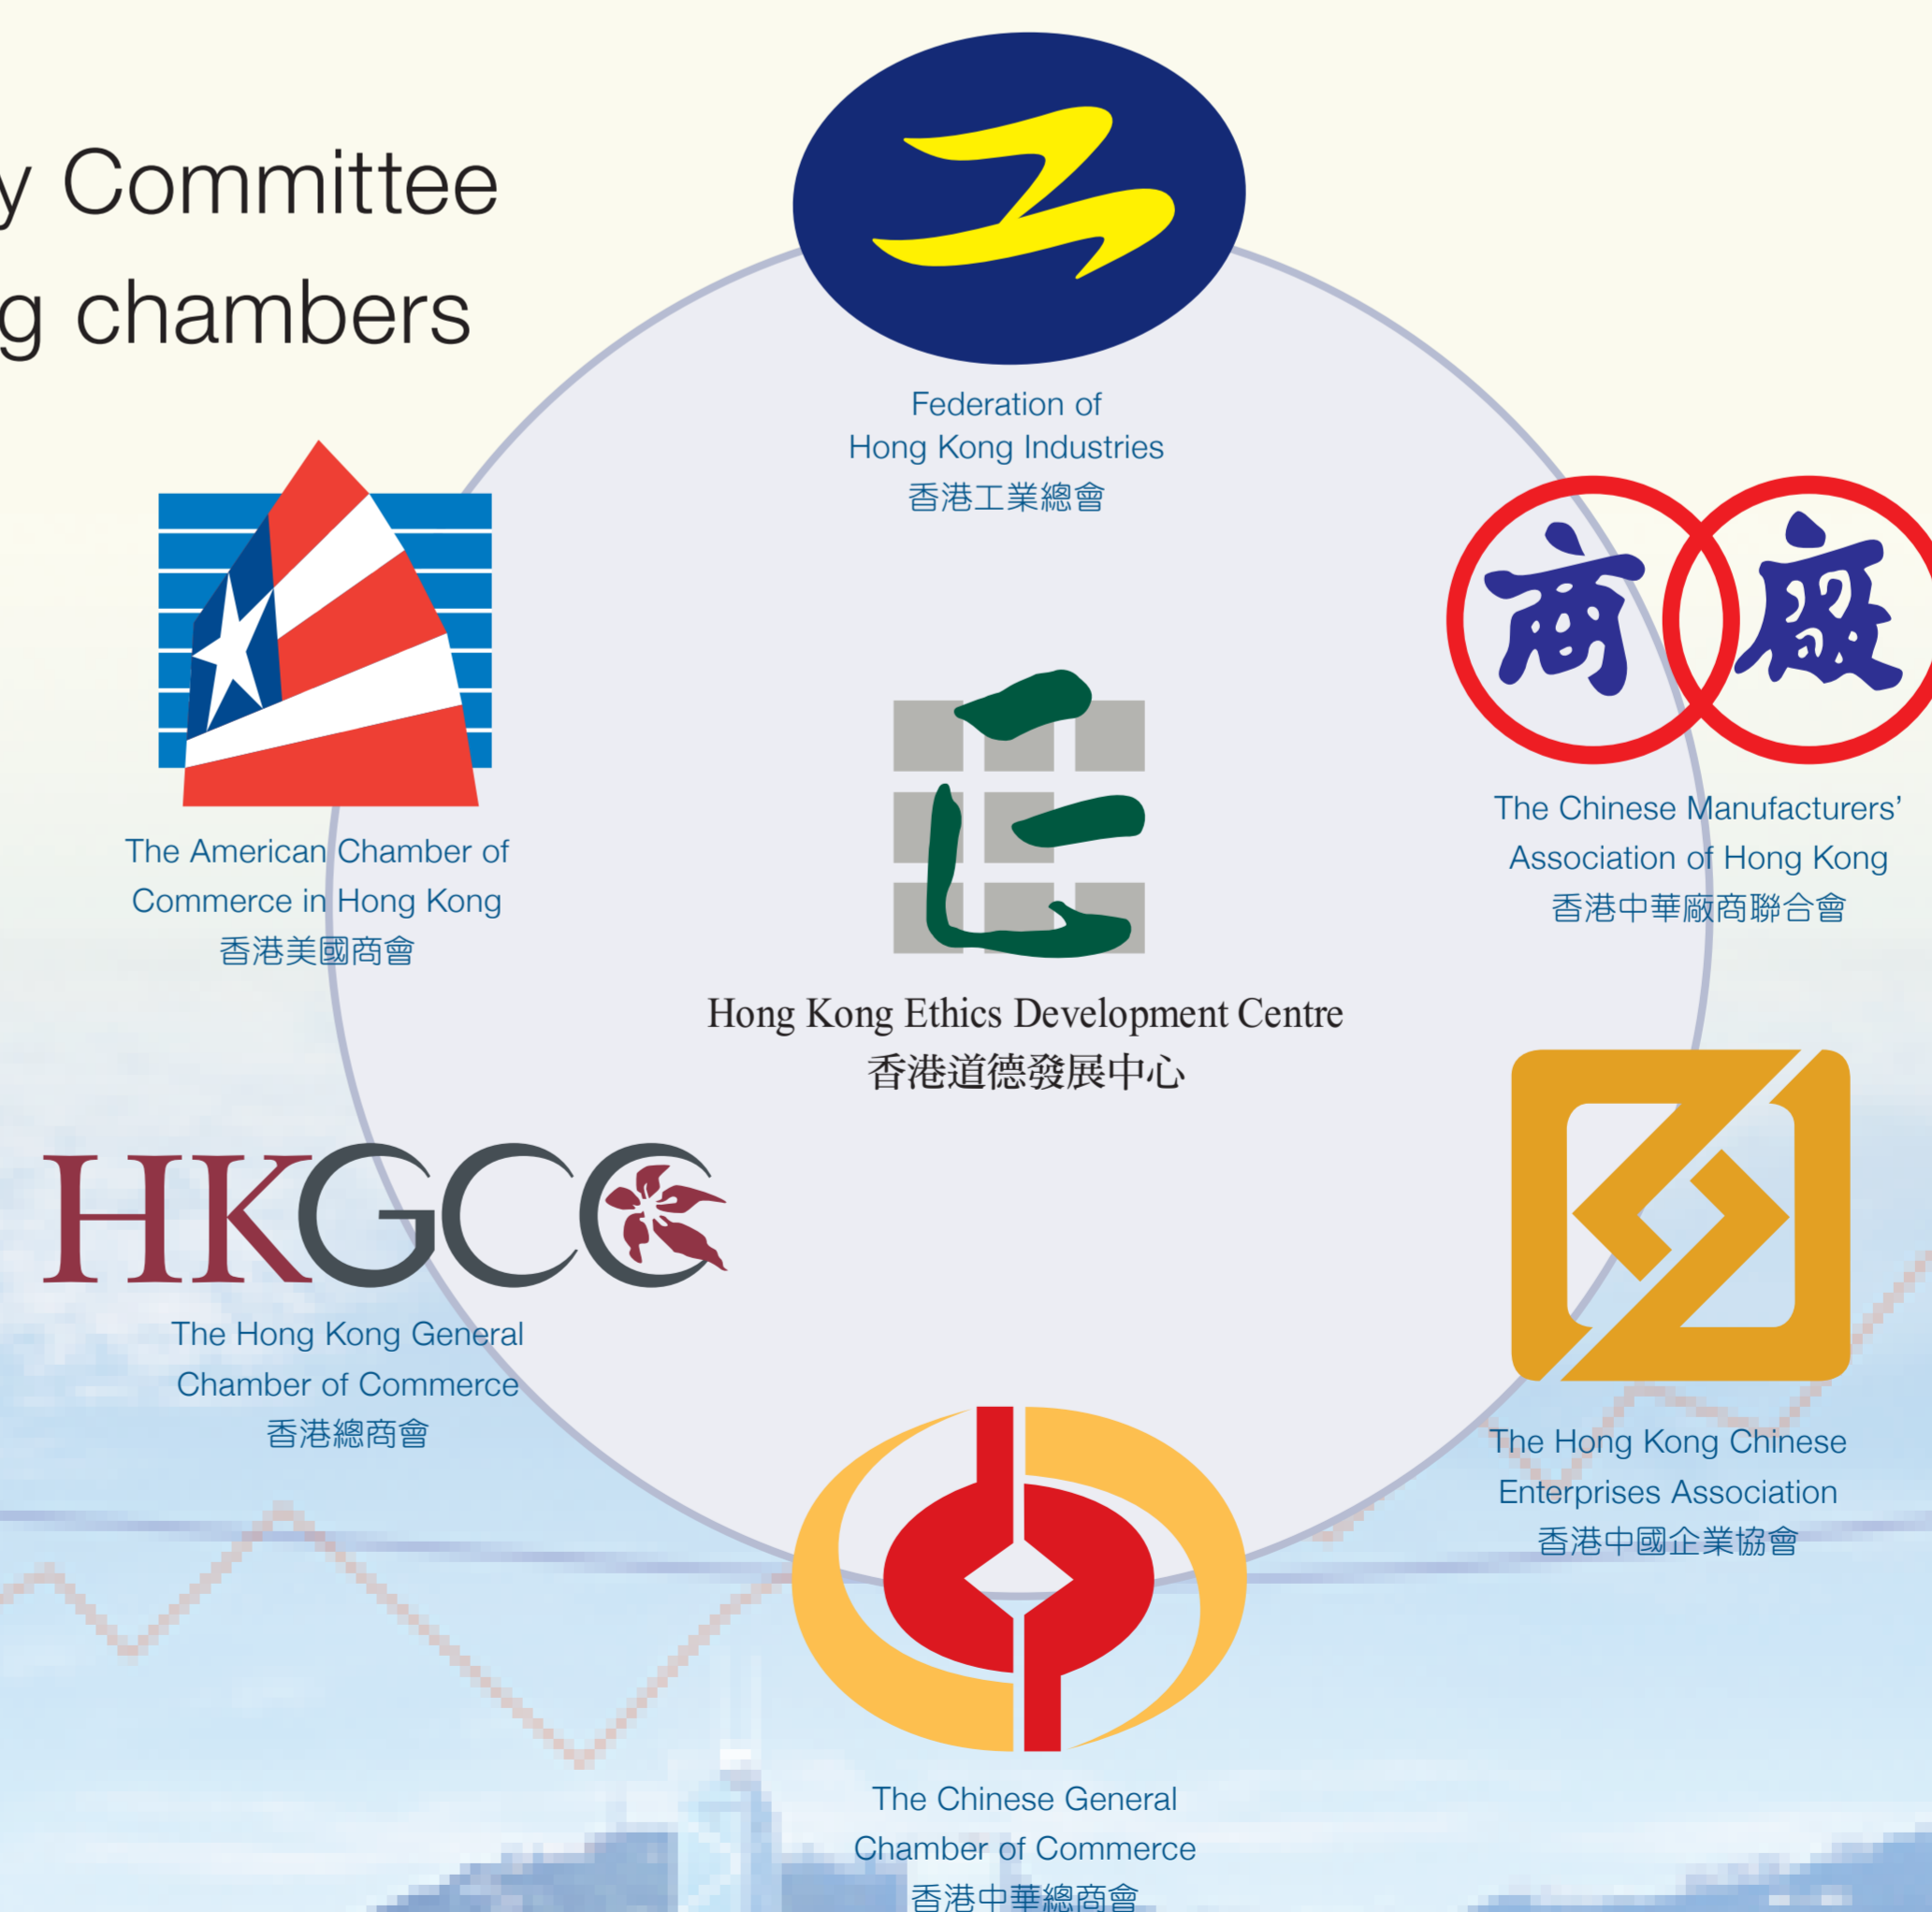 y Committee
g chambers
Federation of
Hong Kong Industries
香港工業總會
The American Chamber of
Commerce in Hong Kong
香港美國商會
商 廠
The Chinese Manufacturers’
Association of Hong Kong
香港中華廠商聯合會
Hong Kong Ethics Development Centre
香港道德發展中心
HKGCC
The Hong Kong General
Chamber of Commerce
香港總商會
The Hong Kong Chinese
Enterprises Association
香港中國企業協會
The Chinese General
Chamber of Commerce
香港中華總商會